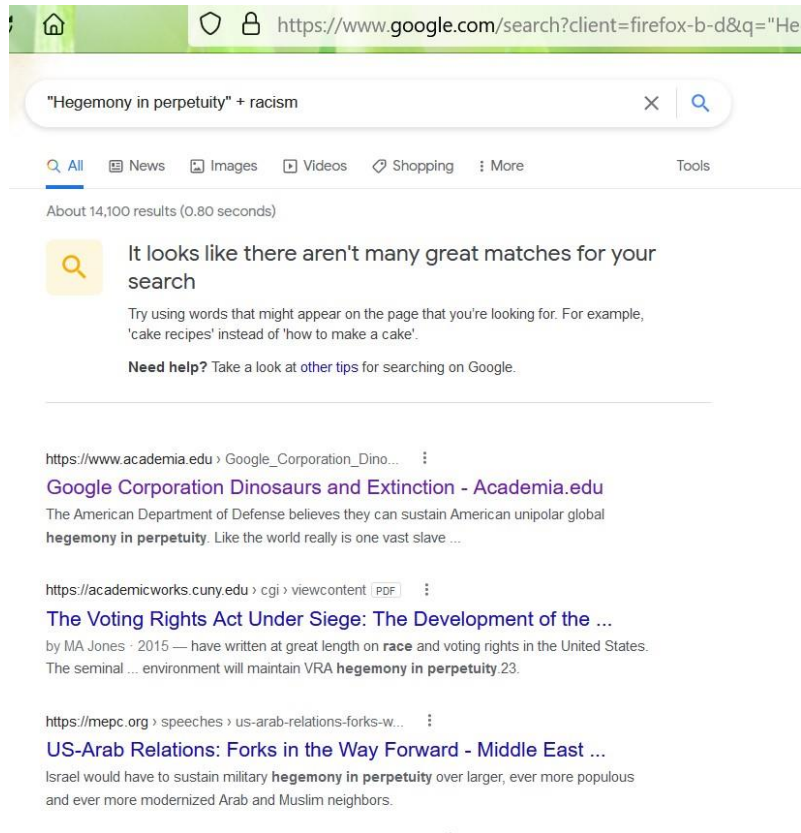 https://www.google.com/search?client=firefox-b-d&q="He
"Hegemony in perpetuity" + racism
All News Images Videos Shopping More Tools
About 14,100 results (0.80 seconds)
It looks like there aren't many great matches for your
search
Try using words that might appear on the page that you're looking for. For example,
'cake recipes' instead of 'how to make a cake'.
Need help? Take a look at other tips for searching on Google.
https://www.academia.edu › Google_Corporation_Dino...
Google Corporation Dinosaurs and Extinction - Academia.edu
The American Department of Defense believes they can sustain American unipolar global
hegemony in perpetuity. Like the world really is one vast slave ...
https://academicworks.cuny.edu › cgi › viewcontent PDF
The Voting Rights Act Under Siege: The Development of the ...
by MA Jones · 2015 — have written at great length on race and voting rights in the United States.
The seminal ... environment will maintain VRA hegemony in perpetuity.23.
https://mepc.org › speeches › us-arab-relations-forks-w...
US-Arab Relations: Forks in the Way Forward - Middle East ...
Israel would have to sustain military hegemony in perpetuity over larger, ever more populous
and ever more modernized Arab and Muslim neighbors.